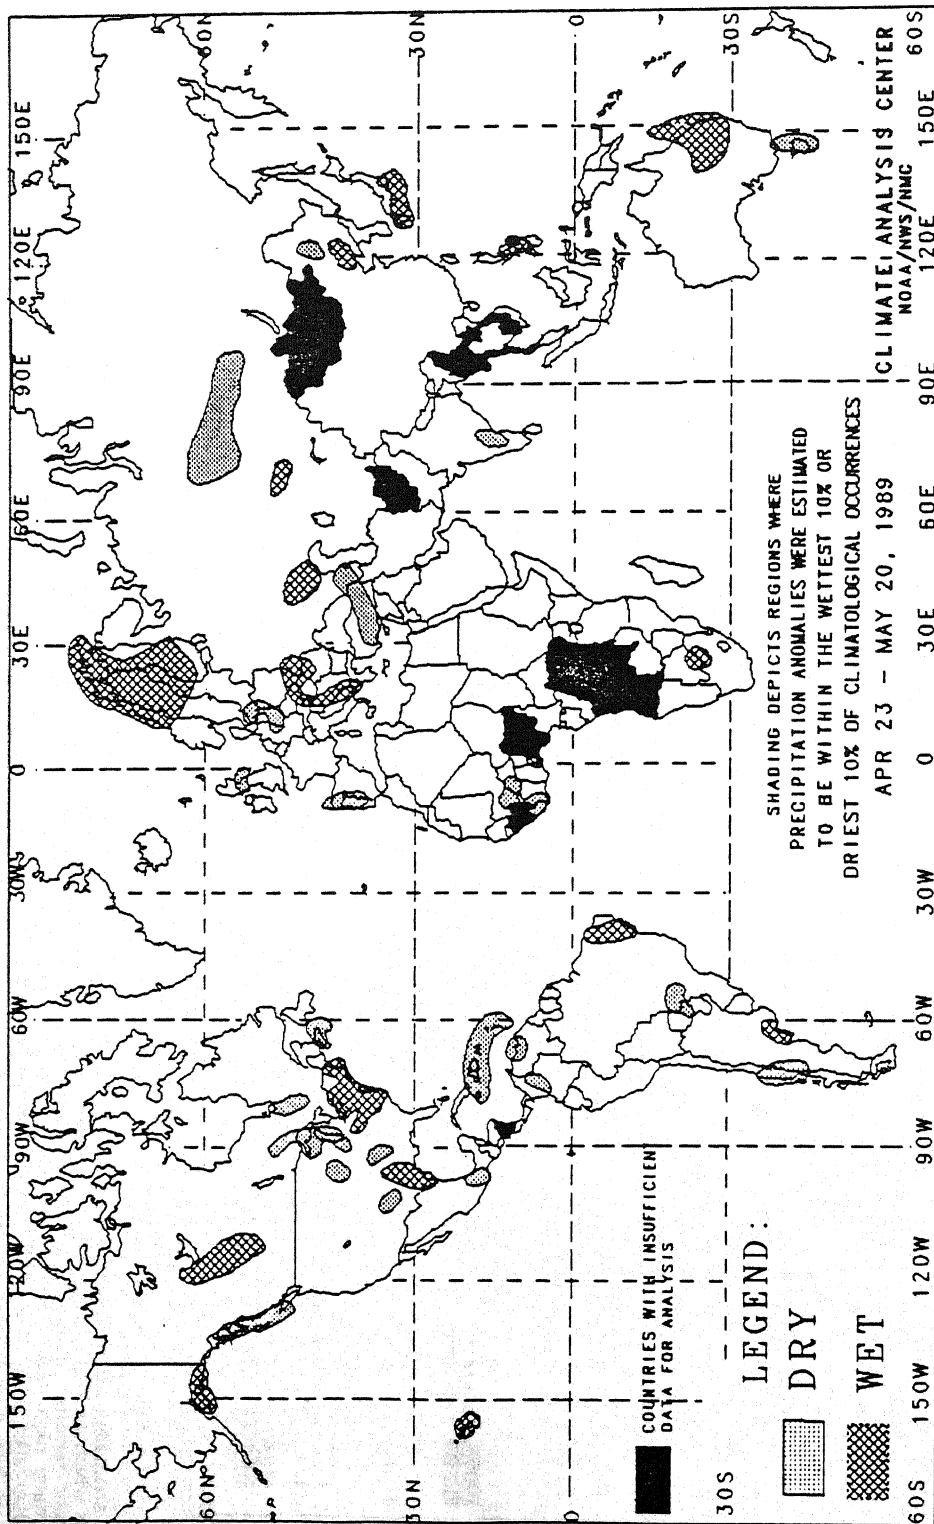 150W 120W 90W 60W 30W 0 30E 60E 90E 120E 150E
60N 60N
30N 30N
0 0
30S 30S
60S 60S
COUNTRIES WITH INSUFFICIENT
DATA FOR ANALYSIS
LEGEND:
DRY
WET
SHADING DEPICTS REGIONS WHERE
PRECIPITATION ANOMALIES WERE ESTIMATED
TO BE WITHIN THE WETTEST 10% OR
DRIEST 10% OF CLIMATOLOGICAL OCCURRENCES
APR 23 - MAY 20, 1989
CLIMATE ANALYSIS CENTER
NOAA/NWS/NMC
150W 120W 90W 60W 30W 0 30E 60E 90E 120E 150E